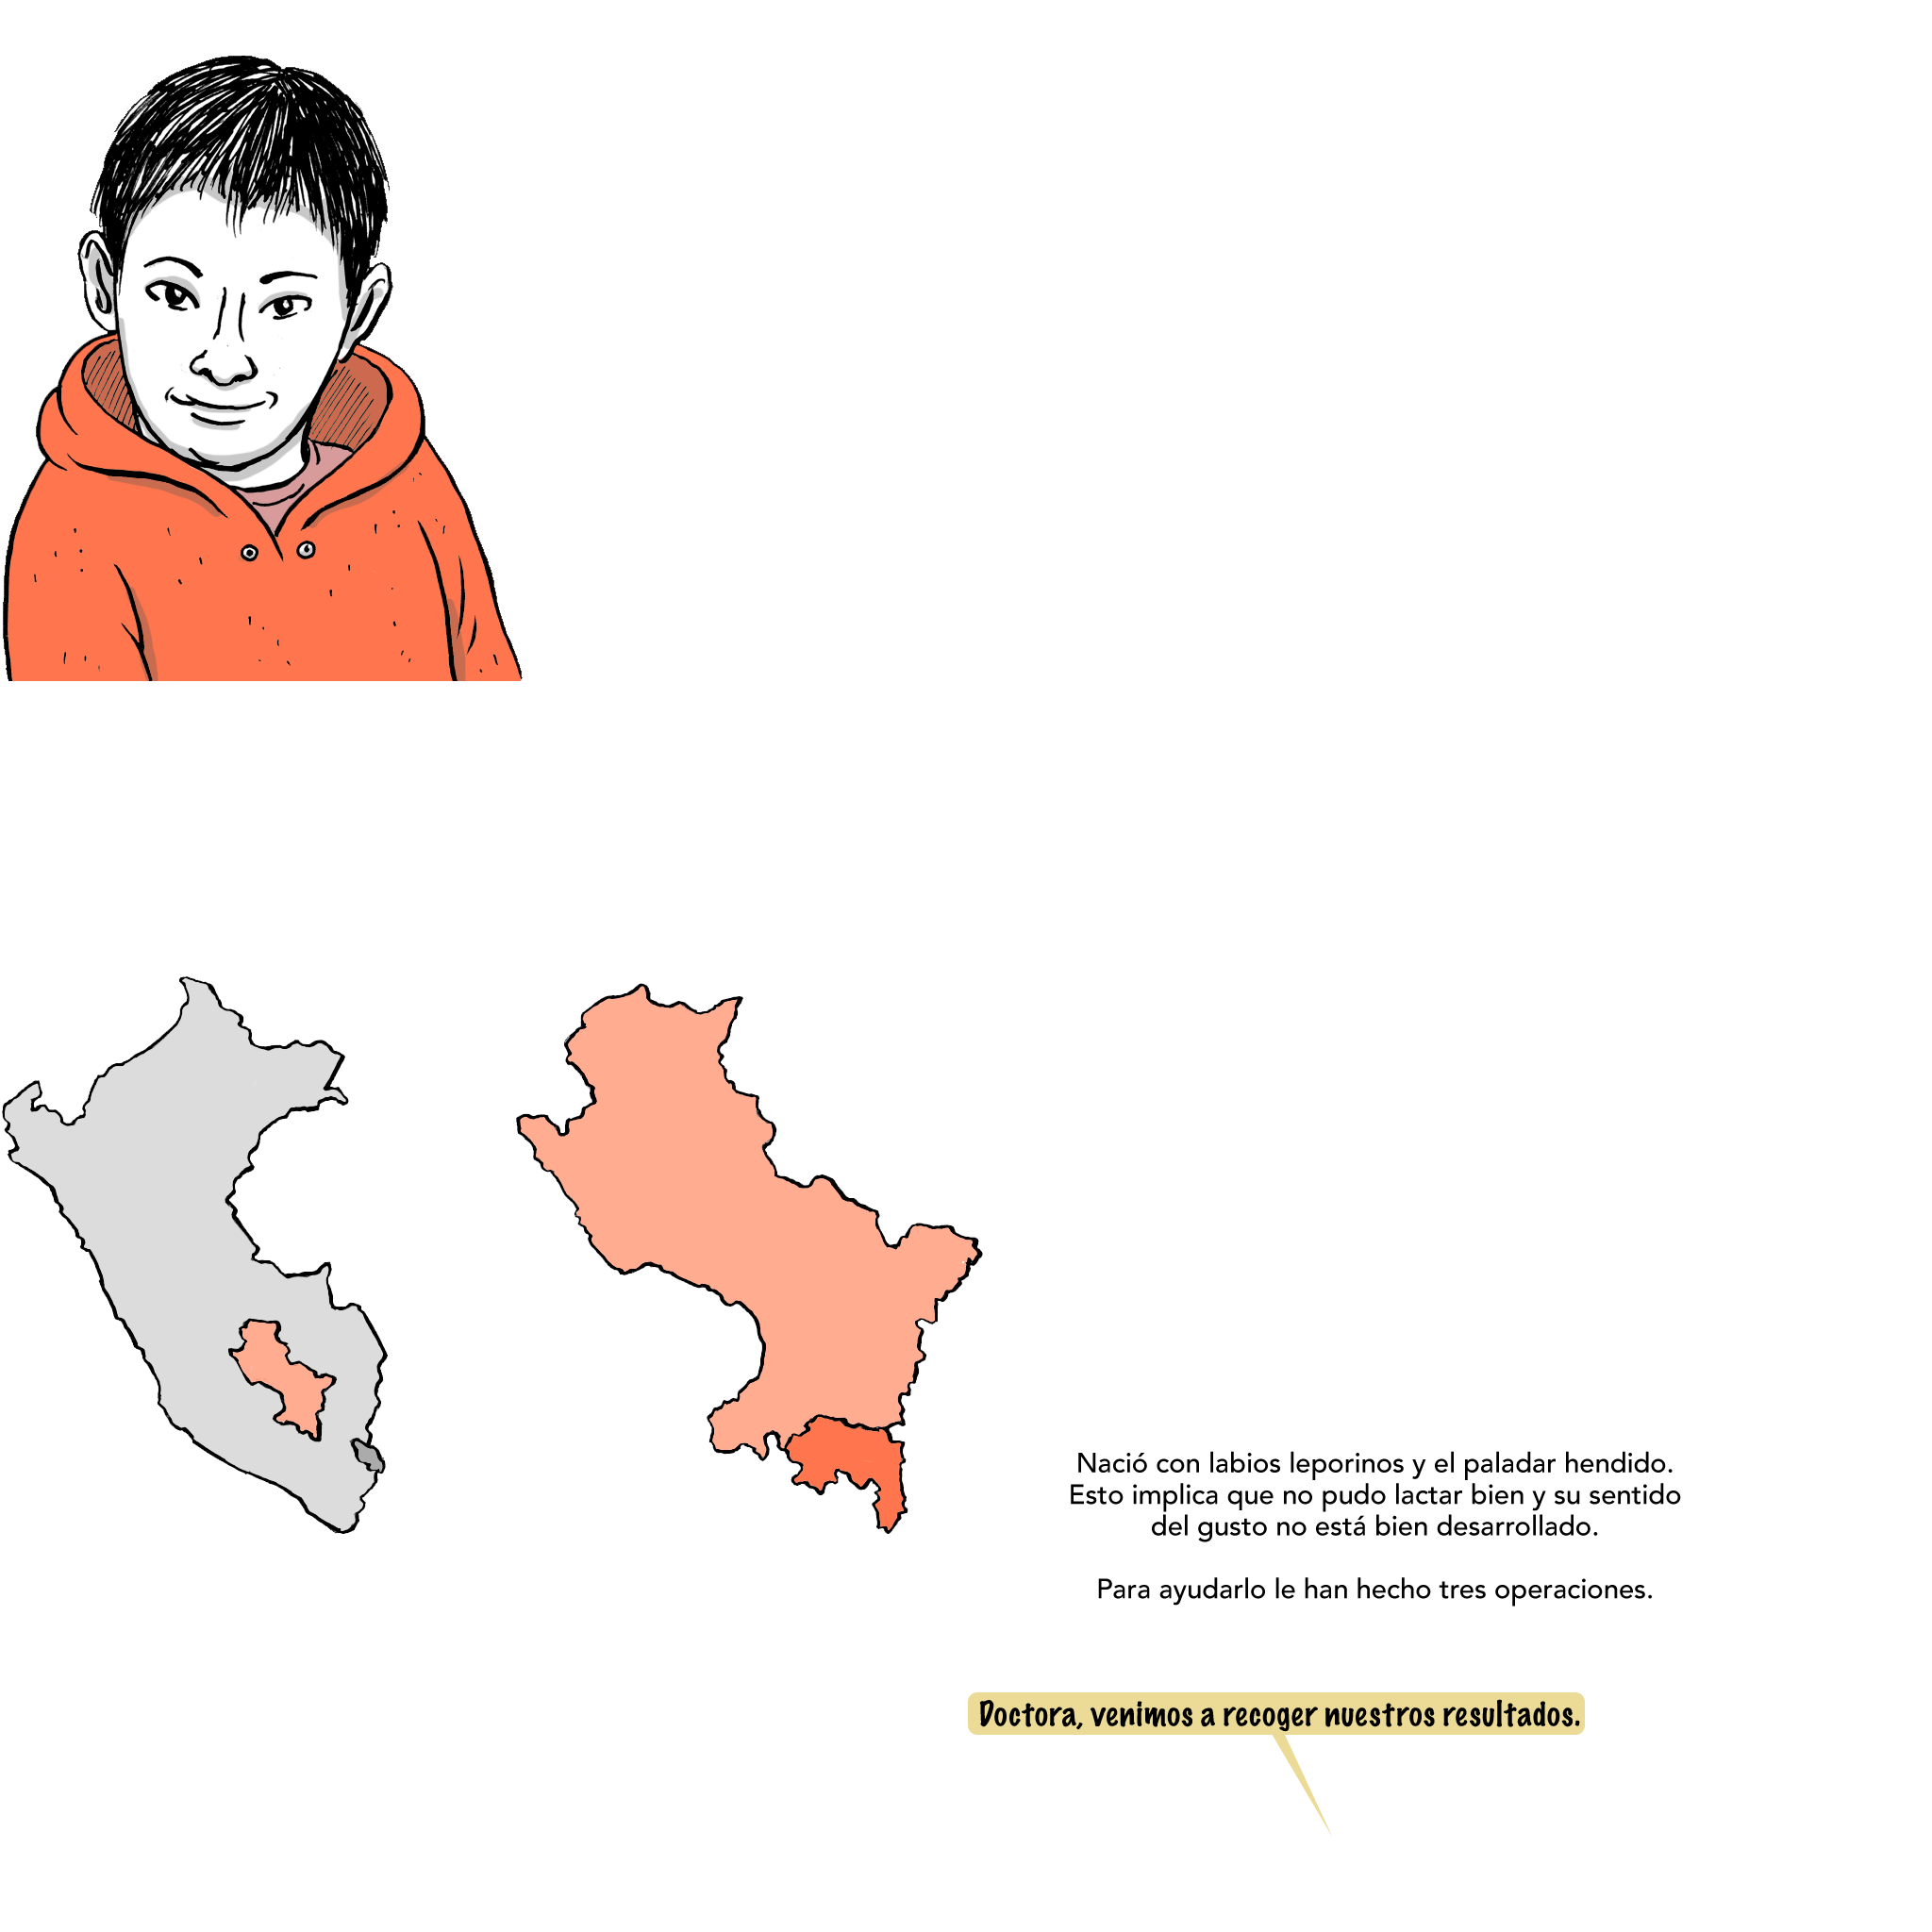 Nació con labios leporinos y el paladar hendido.
Esto implica que no pudo lactar bien y su sentido
del gusto no está bien desarrollado.
Para ayudarlo le han hecho tres operaciones.
Doctora, venimos a recoger nuestros resultados.